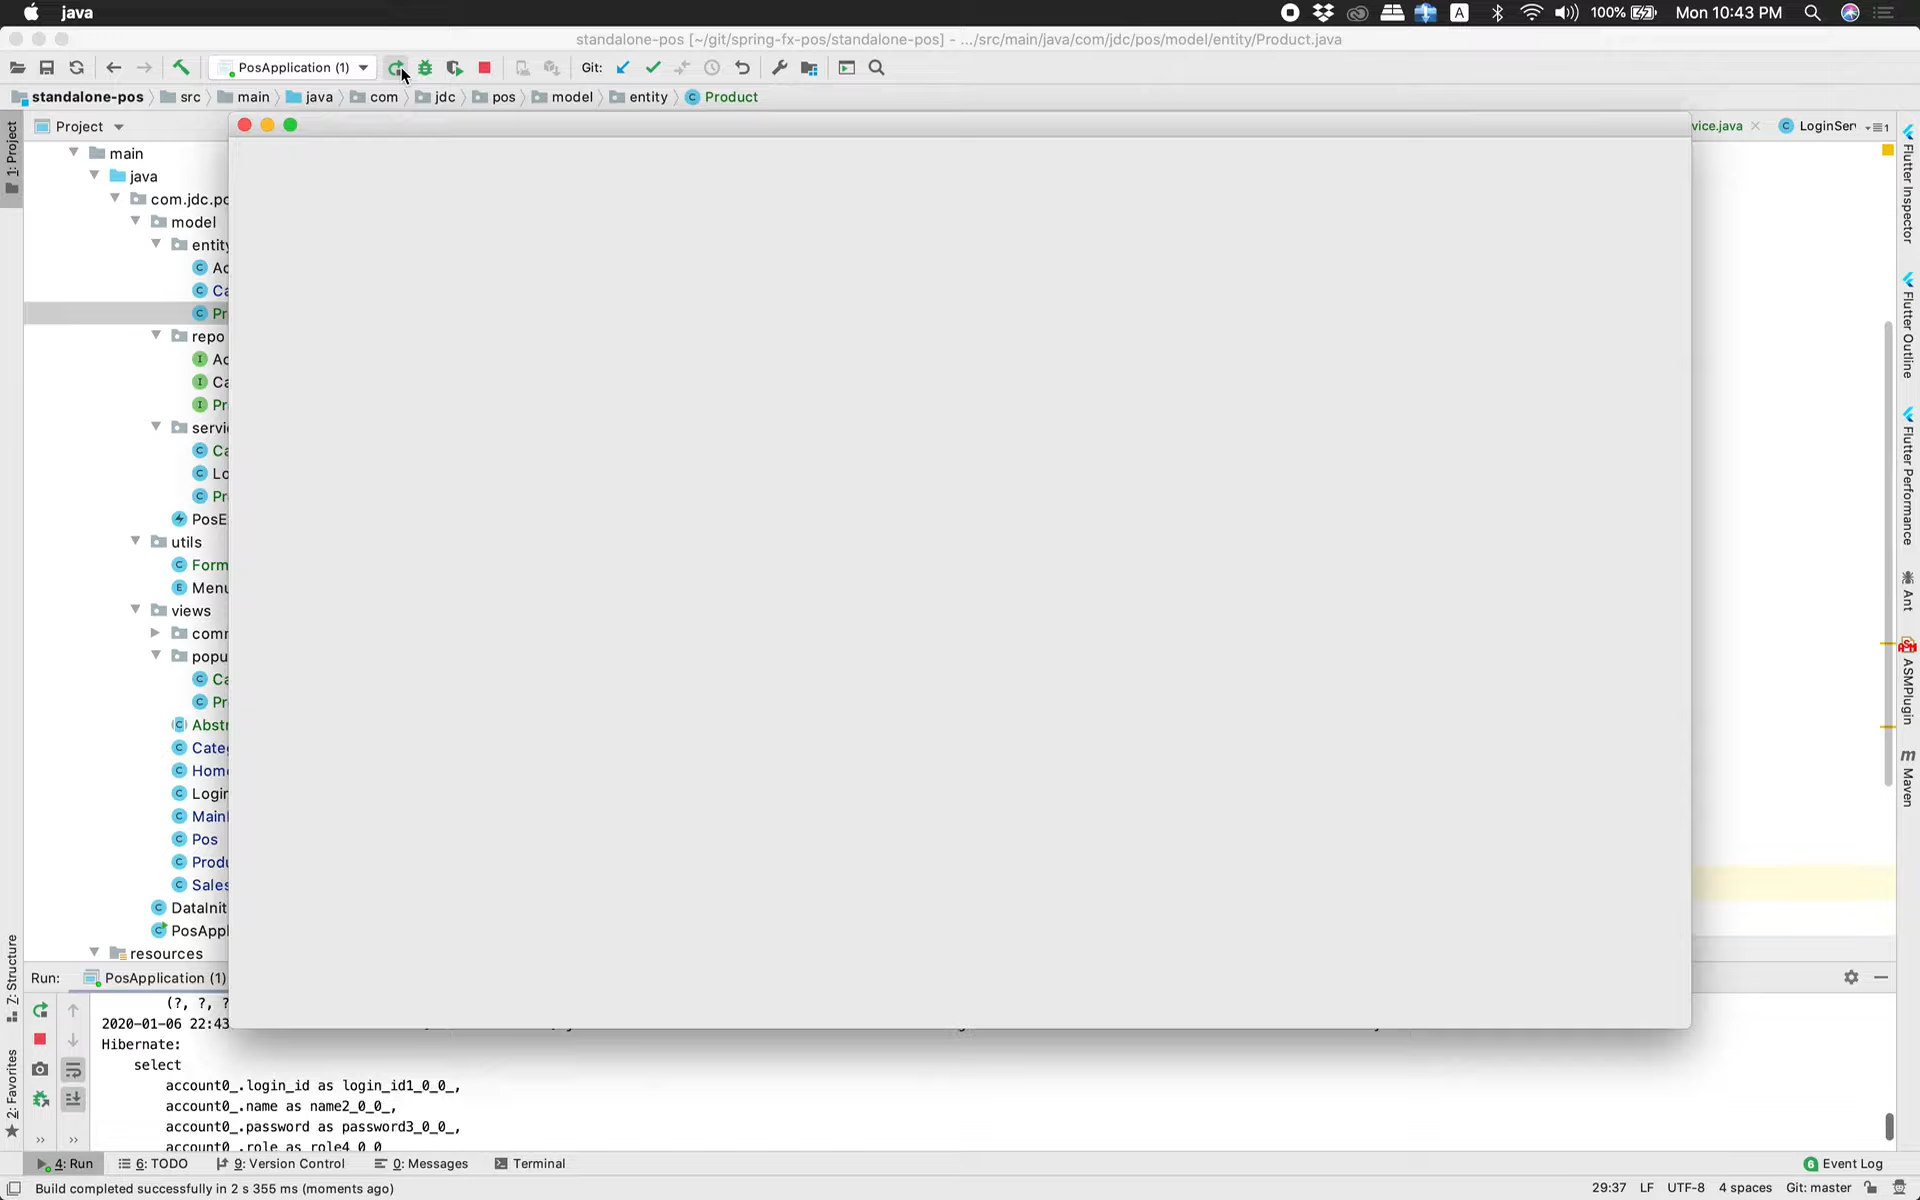 java
A
100%
Mon 10:43 PM
standalone-pos [~/git/spring-fx-pos/standalone-pos] - .../src/main/java/com/jdc/pos/model/entity/Product.java
PosApplication (1)
Git:
standalone-pos
src
main
java
com
jdc
pos
model
entity
C Product
1: Project
Project
vice.java
C LoginSer
main
java
com.jdc.po
model
entity
C Ac
C Ca
C Pr
repo
I Ac
I Ca
I Pr
servi
C Ca
C Lo
C Pr
PosE
utils
C Form
E Menu
views
comr
popu
C Ca
C Pr
C Abstr
C Cate
C Home
C Login
C Main
C Pos
C Produ
C Sales
C DataInit
C PosAppl
resources
Flutter Inspector
Flutter Outline
Flutter Performance
Ant
ASMPlugin
m Maven
Z: Structure
2: Favorites
Run:
PosApplication (1)
(?, ?, ?
2020-01-06 22:43
Hibernate:
select
account0_.login_id as login_id1_0_0_,
account0_.name as name2_0_0_,
account0_.password as password3_0_0_,
account0_.role as role4_0_0_
4: Run
6: TODO
9: Version Control
0: Messages
Terminal
6 Event Log
Build completed successfully in 2 s 355 ms (moments ago)
29:37
LF
UTF-8
4 spaces
Git: master